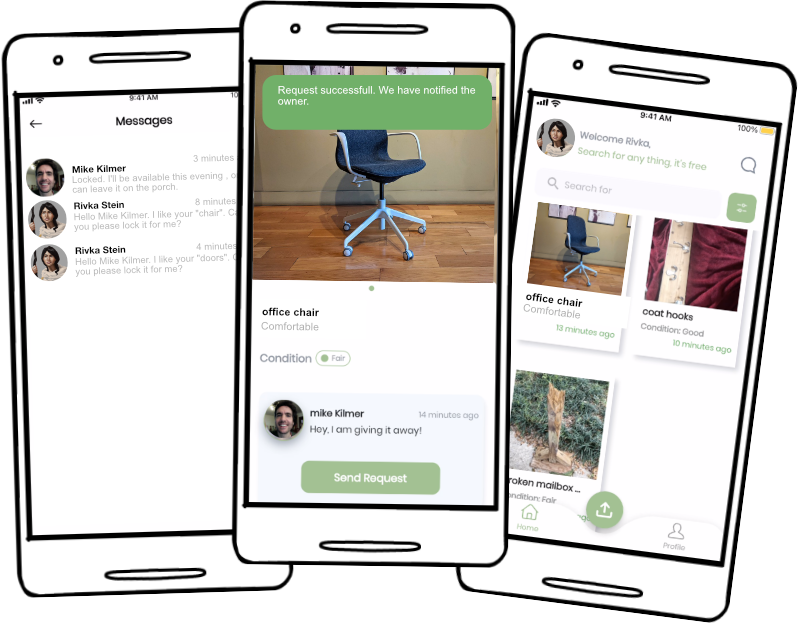 9:41 AM
10
Messages
3 minutes
Mike Kilmer
Locked. I'll be available this evening , o
can leave it on the porch.
8 minutes
Rivka Stein
Hello Mike Kilmer. I like your "chair". C
you please lock it for me?
4 minutes
Rivka Stein
Hello Mike Kilmer. I like your "doors". C
you please lock it for me?
Request successfull. We have notified the
owner.
office chair
Comfortable
Condition Fair
mike Kilmer 14 minutes ago
Hey, I am giving it away!
Send Request
9:41 AM 100%
Welcome Rivka,
Search for any thing, it's free
Search for
office chair
Comfortable
13 minutes ago
coat hooks
Condition: Good
10 minutes ago
roken mailbox ...
ondition: Fair
Home
Profile